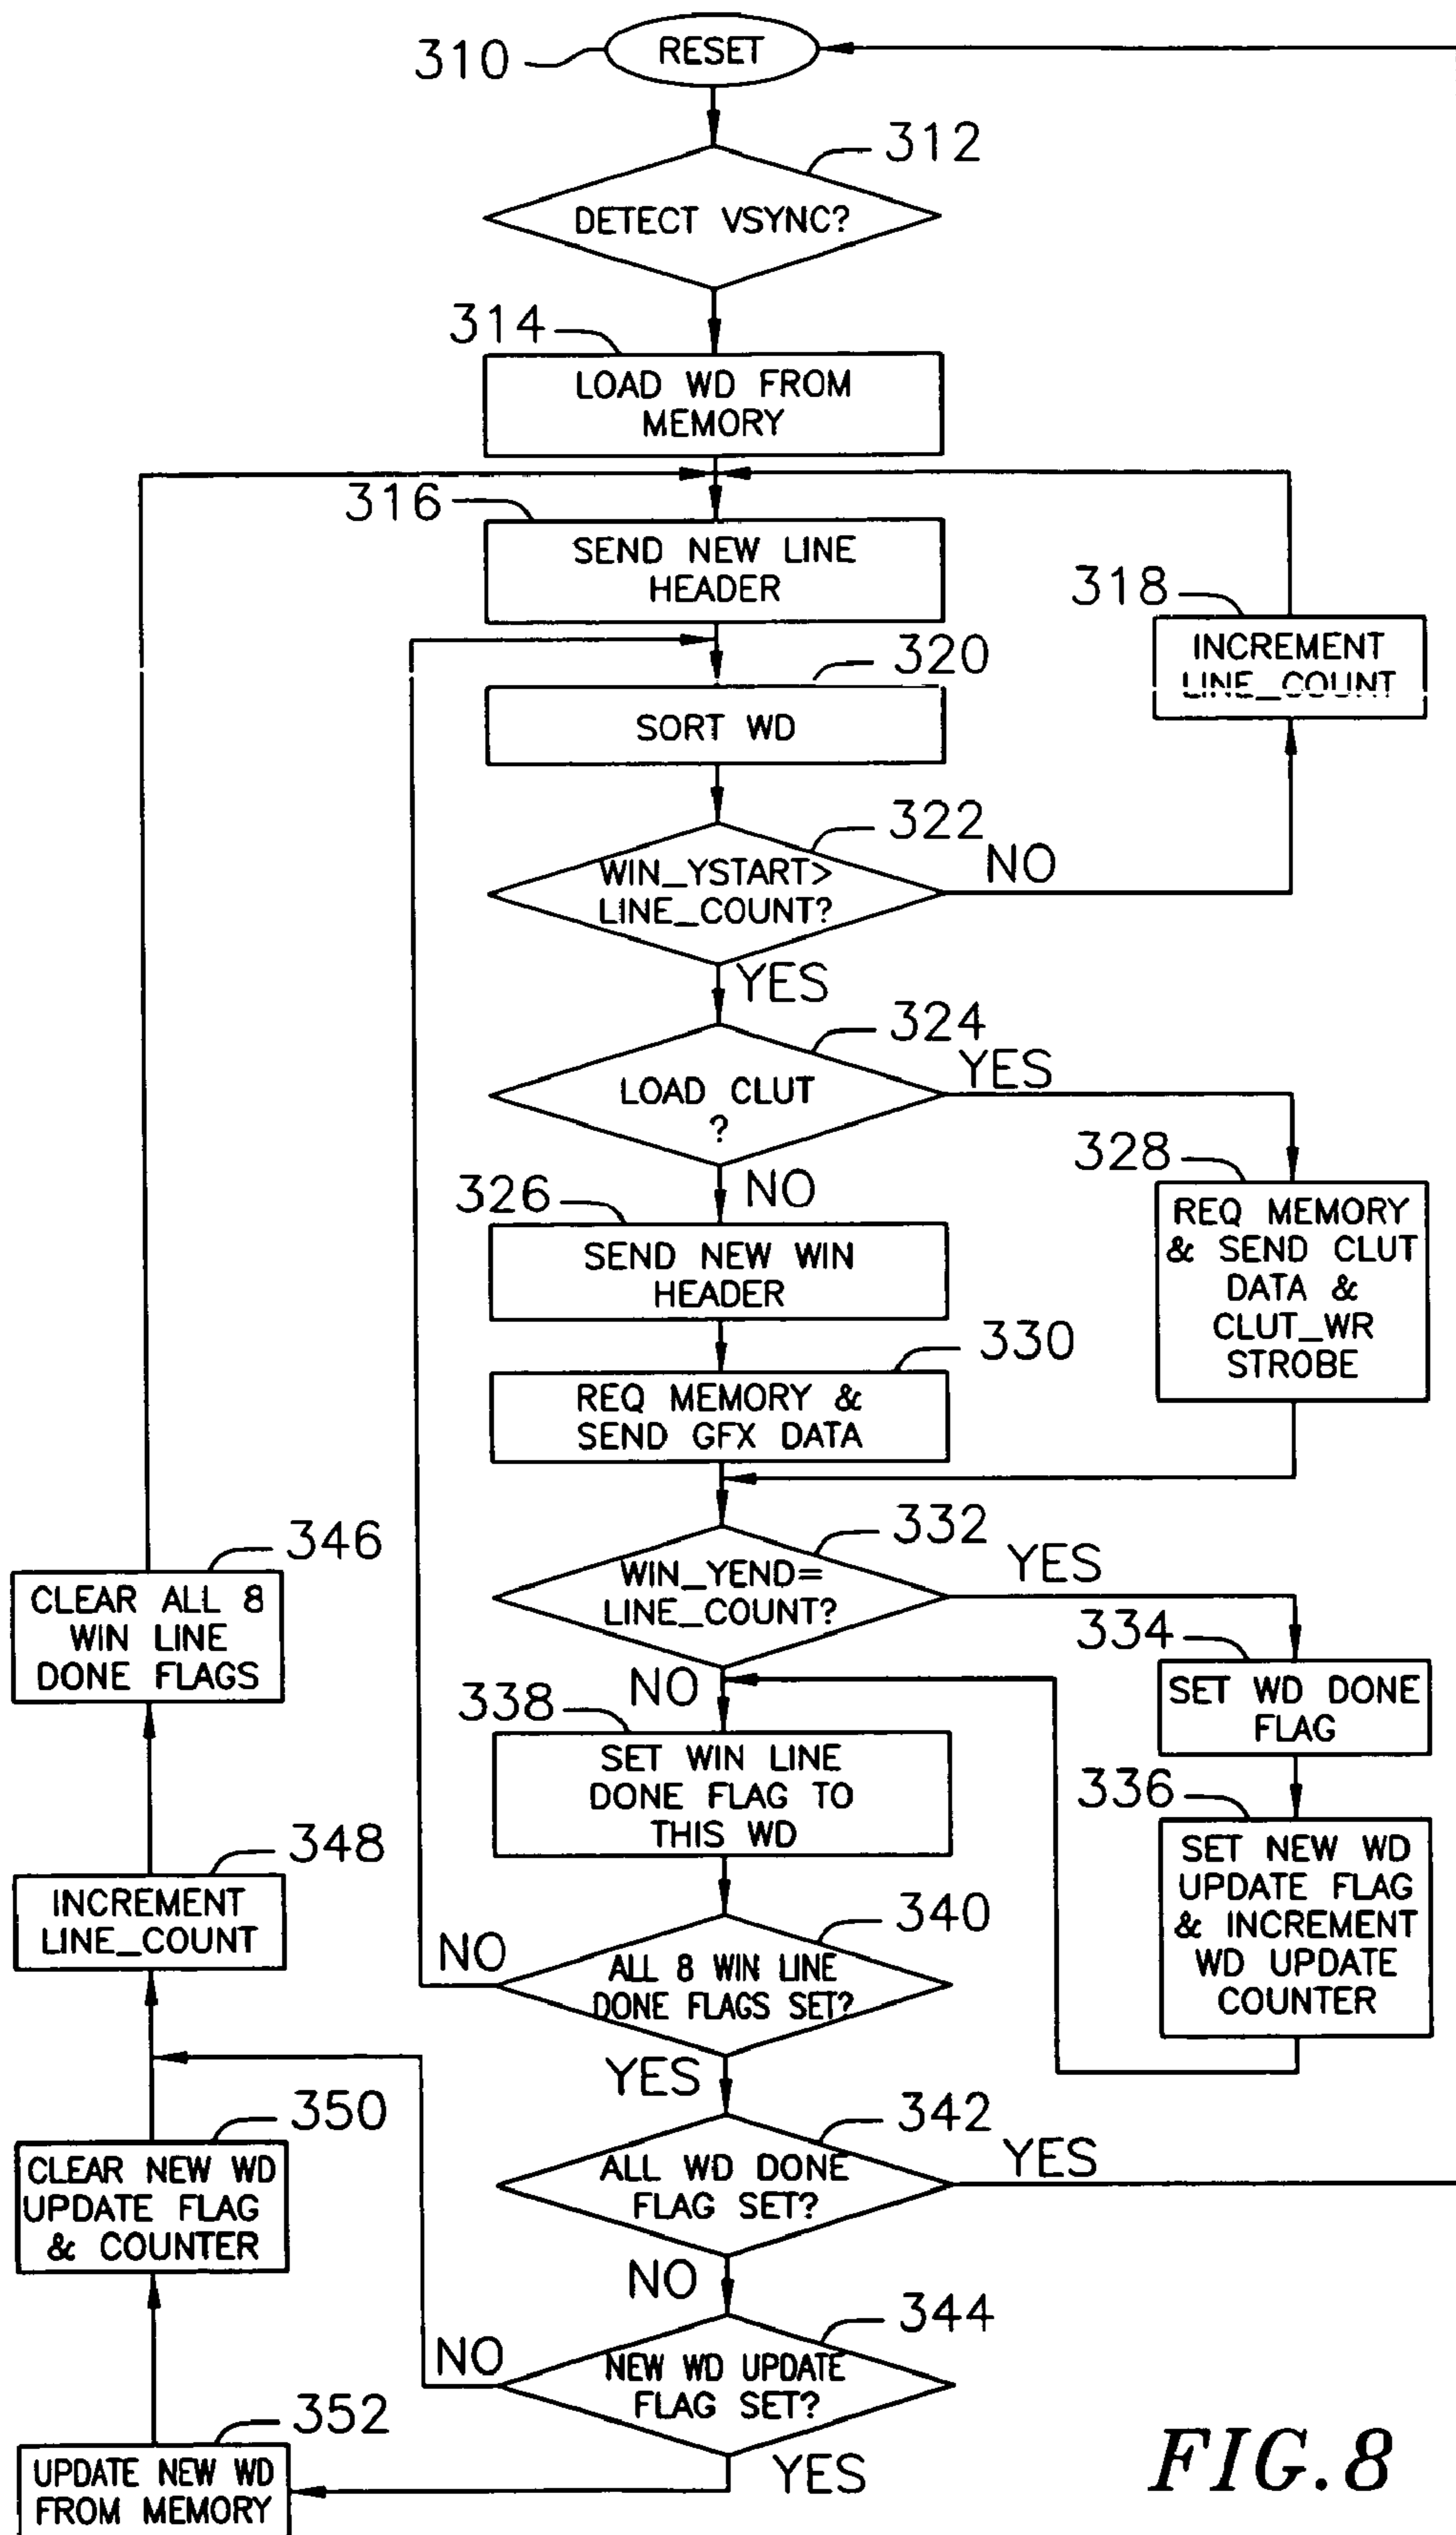 310
RESET
312
DETECT VSYNC?
314
LOAD WD FROM
MEMORY
316
SEND NEW LINE
HEADER
318
INCREMENT
LINE_COUNT
320
SORT WD
322
WIN_YSTART>
LINE_COUNT?
NO
YES
324
LOAD CLUT
?
YES
NO
326
SEND NEW WIN
HEADER
328
REQ MEMORY
& SEND CLUT
DATA &
CLUT_WR
STROBE
330
REQ MEMORY &
SEND GFX DATA
332
WIN_YEND=
LINE_COUNT?
YES
NO
334
SET WD DONE
FLAG
336
SET NEW WD
UPDATE FLAG
& INCREMENT
WD UPDATE
COUNTER
338
SET WIN LINE
DONE FLAG TO
THIS WD
340
ALL 8 WIN LINE
DONE FLAGS SET?
NO
YES
342
ALL WD DONE
FLAG SET?
YES
NO
344
NEW WD UPDATE
FLAG SET?
NO
YES
346
CLEAR ALL 8
WIN LINE
DONE FLAGS
348
INCREMENT
LINE_COUNT
350
CLEAR NEW WD
UPDATE FLAG
& COUNTER
352
UPDATE NEW WD
FROM MEMORY
FIG.8